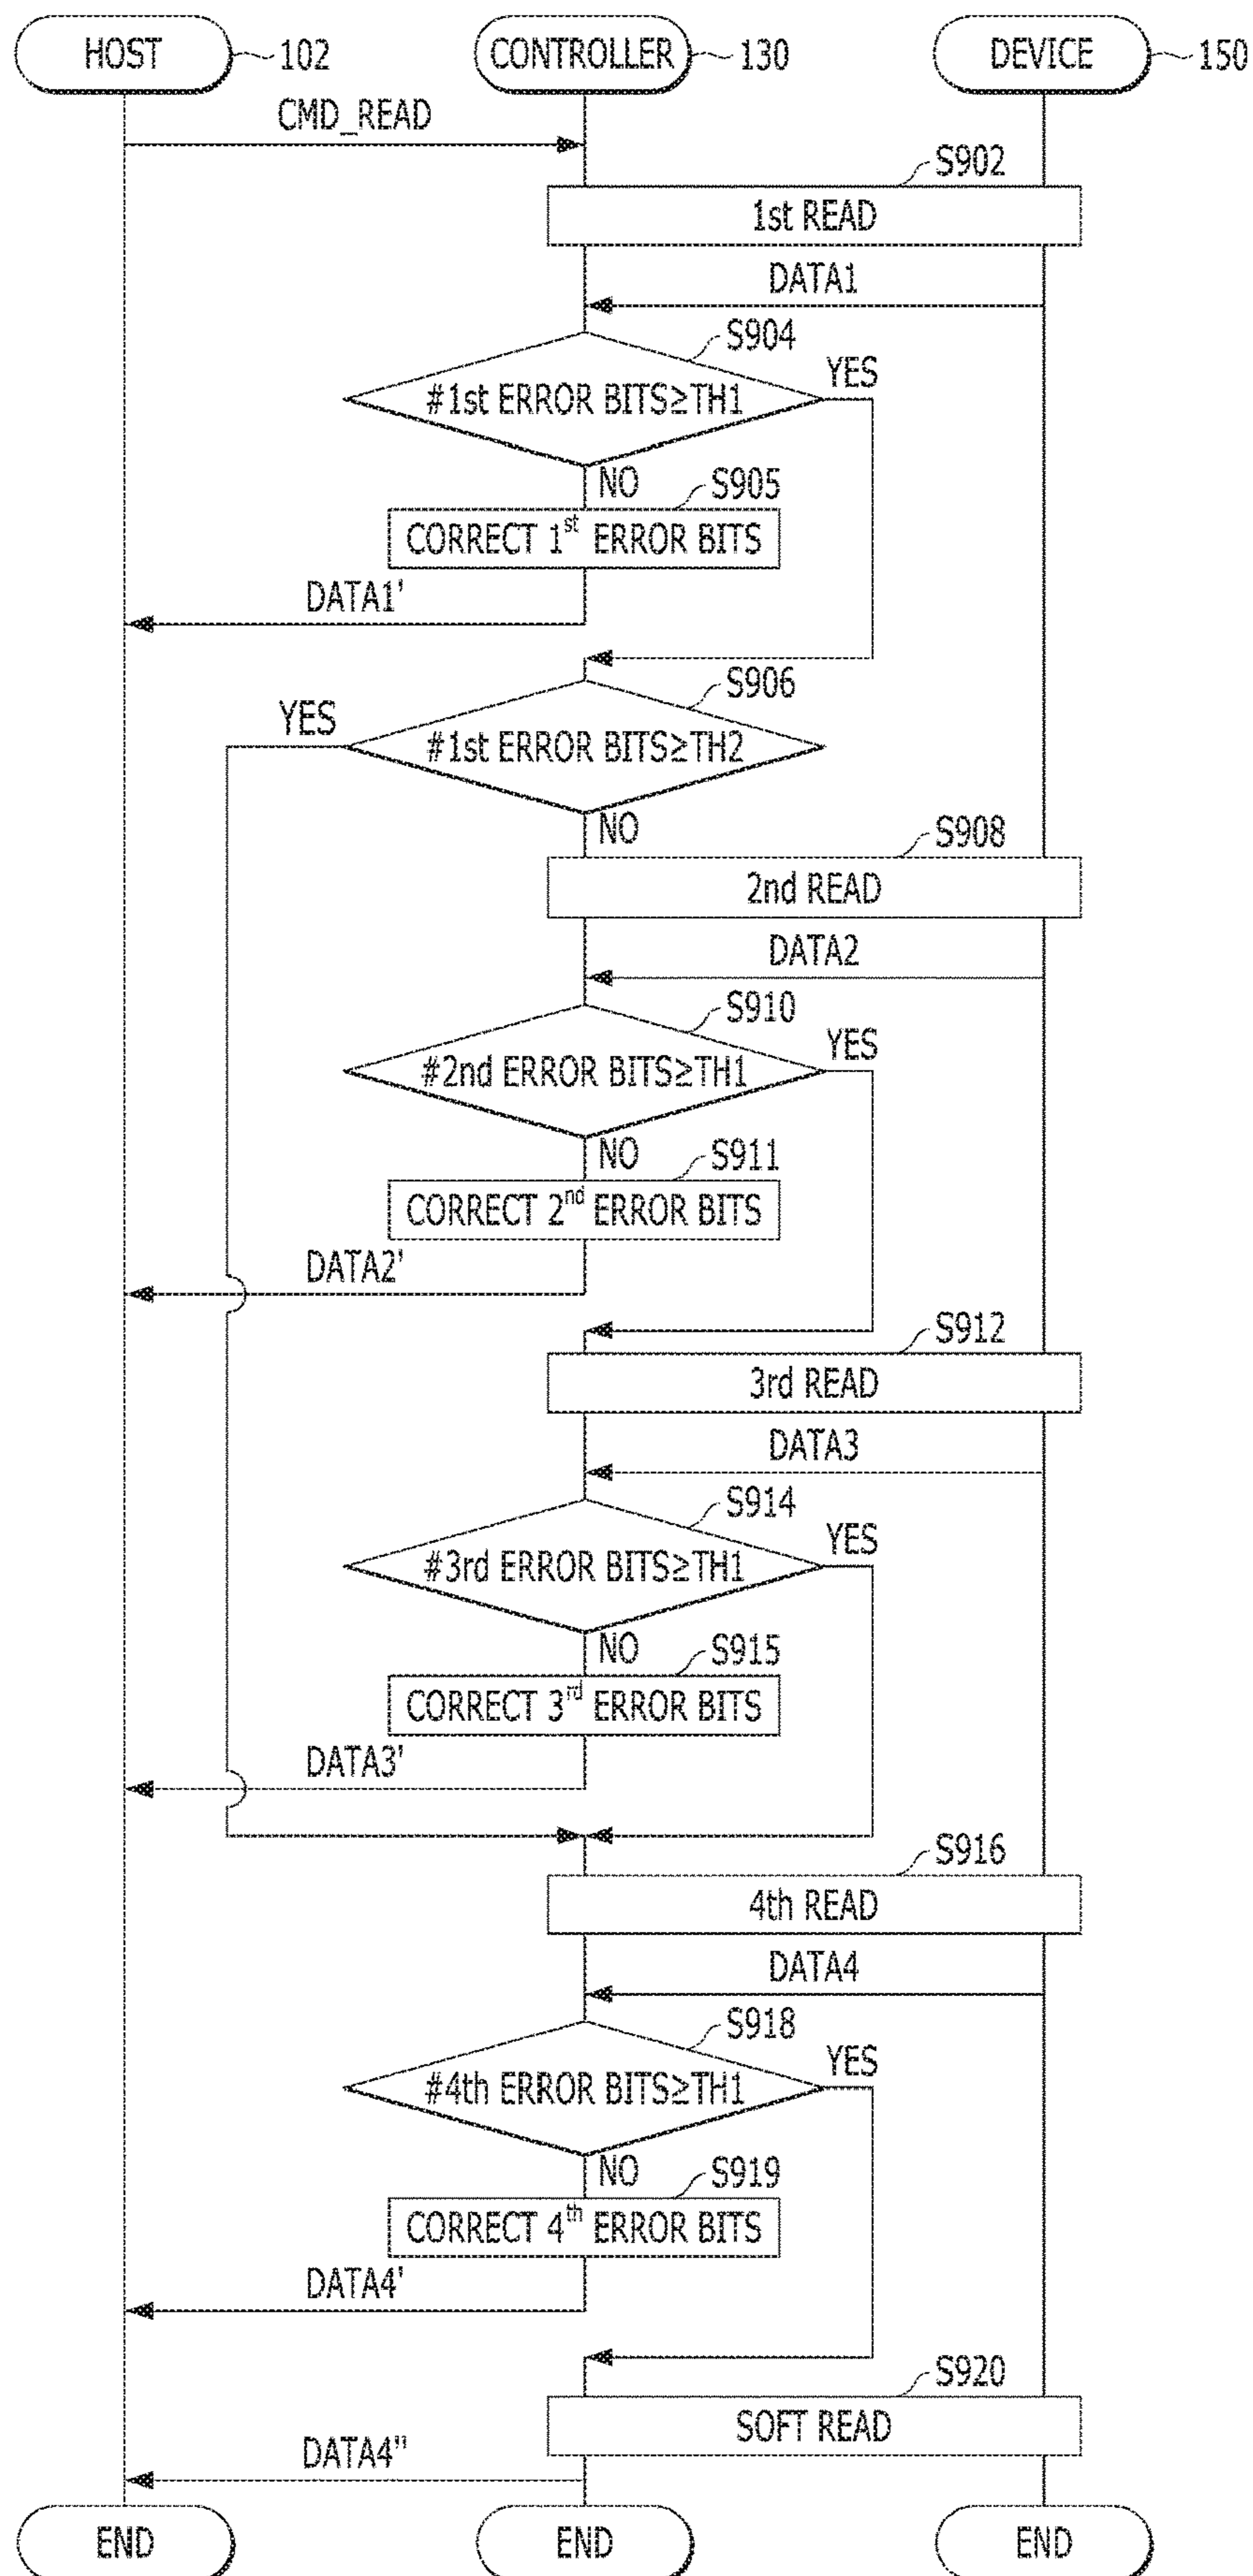 HOST 102 CONTROLLER 130 DEVICE 150
CMD_READ
S902
1st READ
DATA1
S904
#1st ERROR BITS≥TH1 YES
NO S905
CORRECT 1st ERROR BITS
DATA1'
S906
YES #1st ERROR BITS≥TH2
NO S908
2nd READ
DATA2
S910
#2nd ERROR BITS≥TH1 YES
NO S911
CORRECT 2nd ERROR BITS
DATA2'
S912
3rd READ
DATA3
S914
#3rd ERROR BITS≥TH1 YES
NO S915
CORRECT 3rd ERROR BITS
DATA3'
S916
4th READ
DATA4
S918
#4th ERROR BITS≥TH1 YES
NO S919
CORRECT 4th ERROR BITS
DATA4'
S920
SOFT READ
DATA4"
END END END